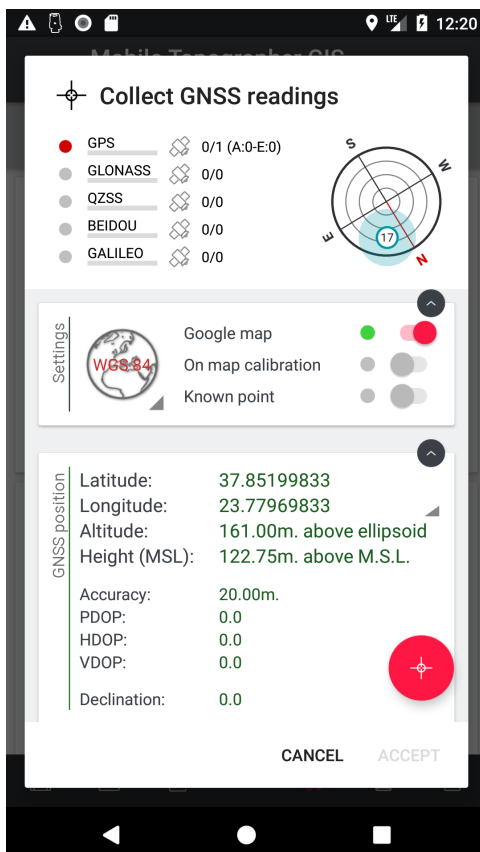 LTE 12:20
Mobile Topographer GIS
Collect GNSS readings
GPS 0/1 (A:0-E:0)
GLONASS 0/0
QZSS 0/0
BEIDOU 0/0
GALILEO 0/0
S
W
E
17
N
Settings
WGS 84
Google map
On map calibration
Known point
GNSS position
Latitude: 37.85199833
Longitude: 23.77969833
Altitude: 161.00m. above ellipsoid
Height (MSL): 122.75m. above M.S.L.
Accuracy: 20.00m.
PDOP: 0.0
HDOP: 0.0
VDOP: 0.0
Declination: 0.0
CANCEL ACCEPT